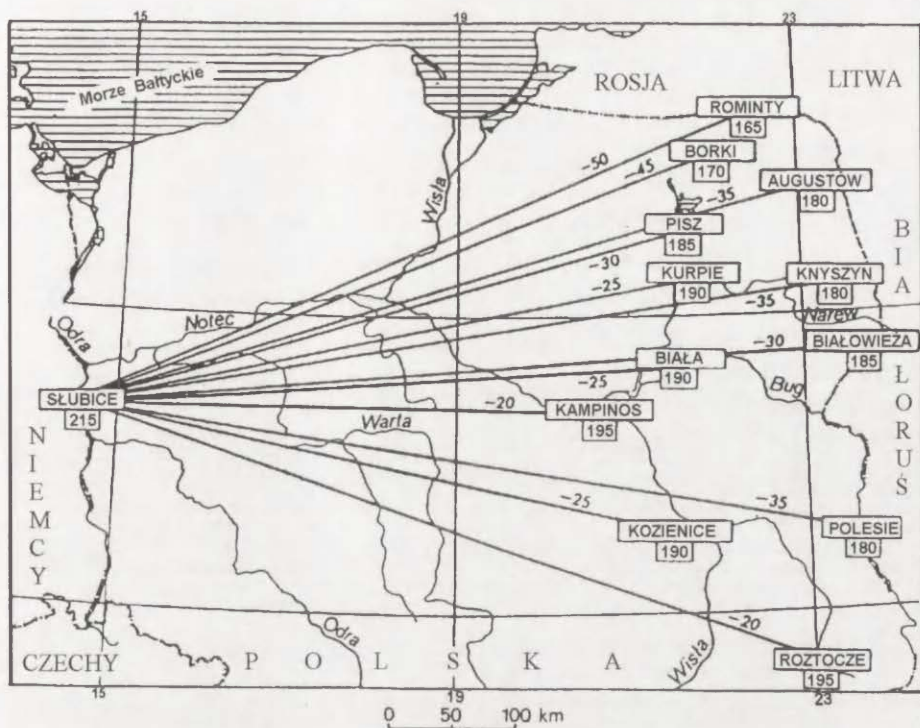 15 19 23
Morze Bałtyckie
ROSJA
LITWA
ROMINTY
165
BORKI
170
-50
-45
AUGUSTÓW
180
-35
Wisła
PISZ
185
-30
B I A
KURPIE
190
-25
KNYSZYN
180
-35
Narew
Noteć
Odra
BIAŁOWIEŻA
185
-30
BIAŁA
190
-25
Bug
ŁORUŚ
SŁUBICE
215
-20
KAMPINOS
195
Warta
NIEMCY
-35
-25
KOZIENICE
190
POLESIE
180
-20
Odra
Wisła
CZECHY
P O L S K A
ROZTOCZE
195
15 19 23
0 50 100 km